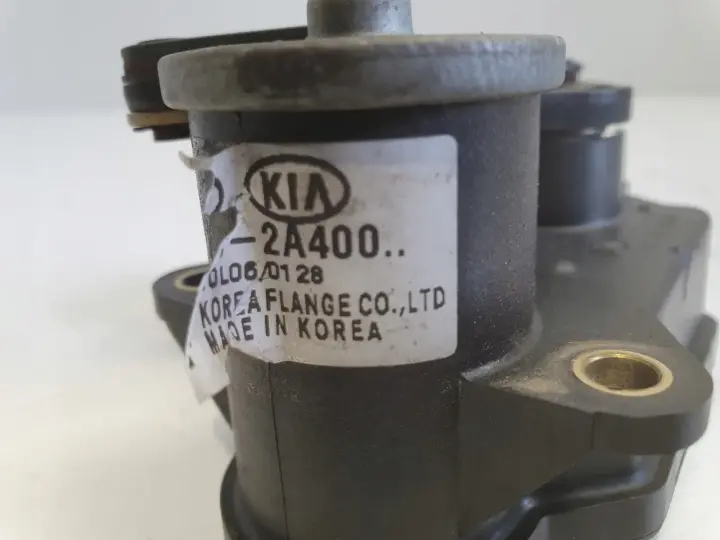 KIA
-2A400..
0L06/0128
KOREA FLANGE CO.,LTD
MADE IN KOREA